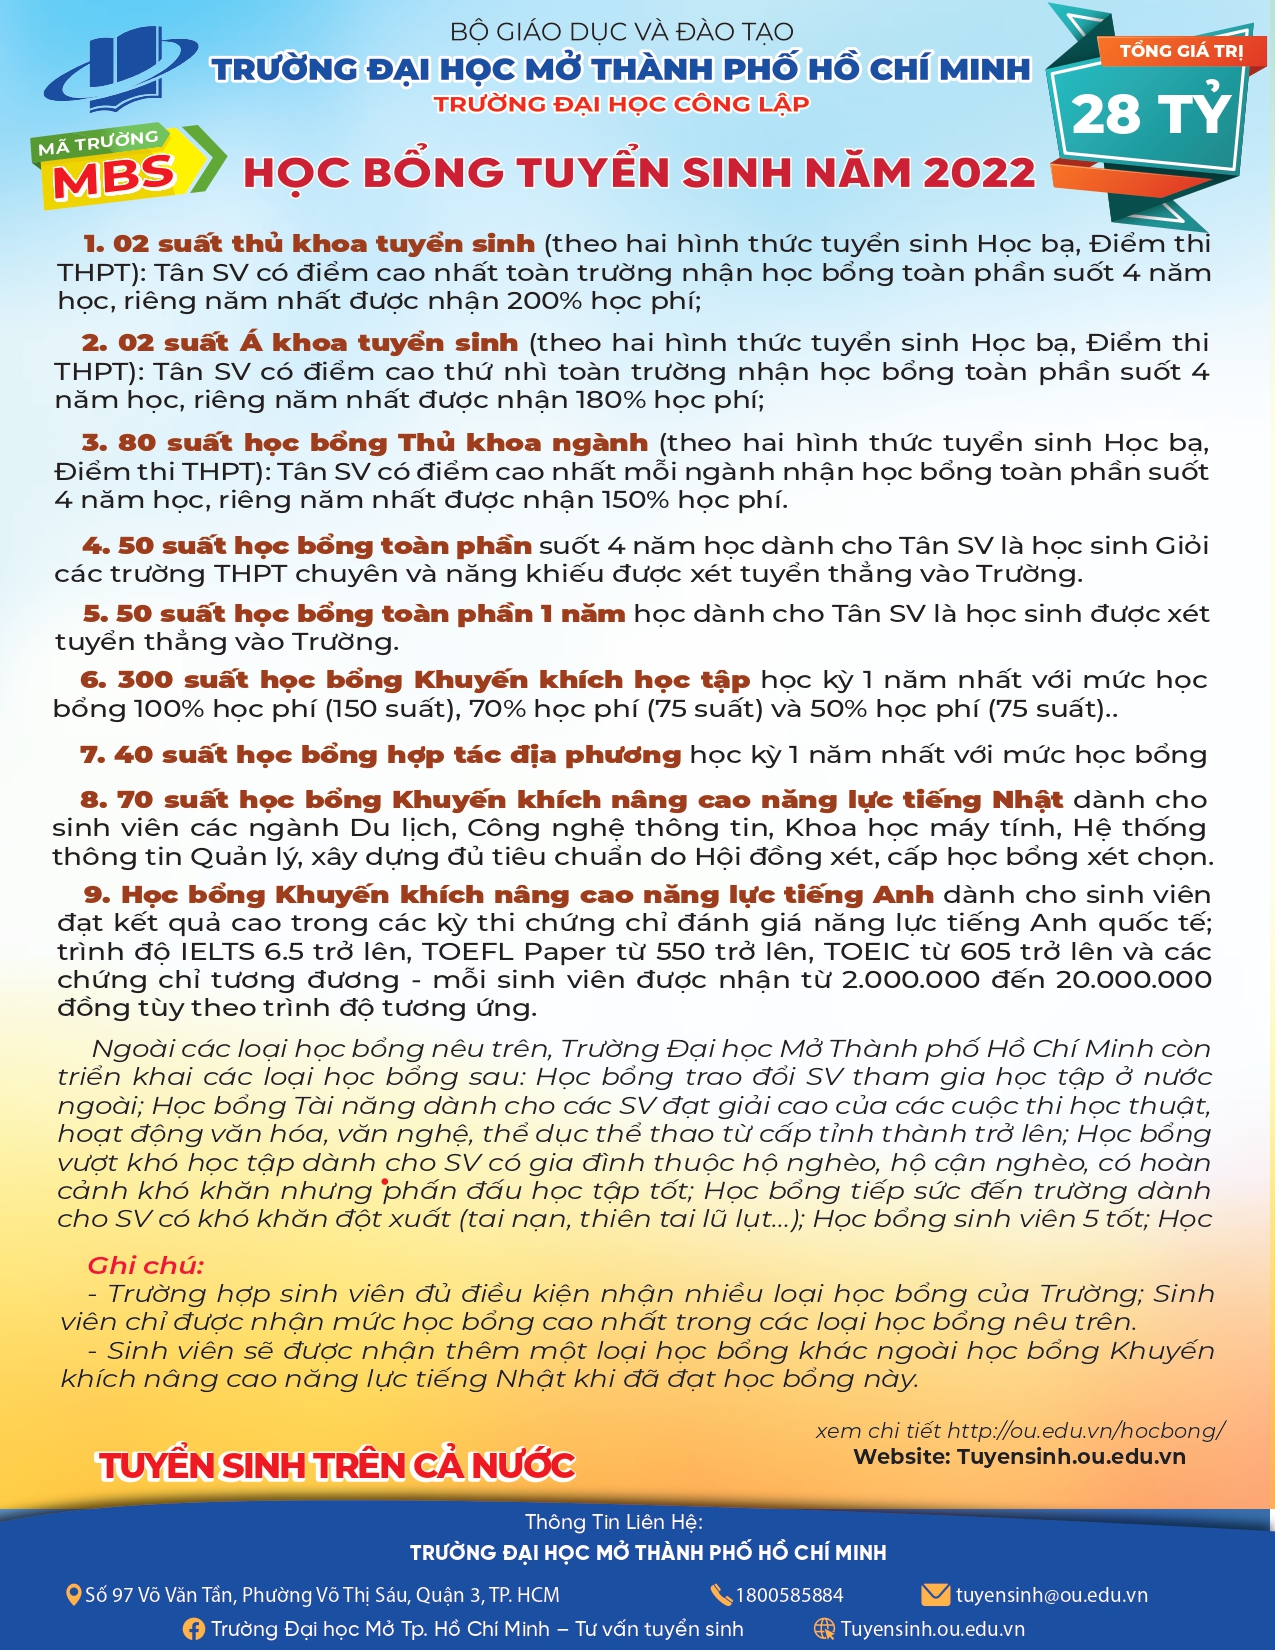 BỘ GIÁO DỤC VÀ ĐÀO TẠO
TRƯỜNG ĐẠI HỌC MỞ THÀNH PHỐ HỒ CHÍ MINH
TRƯỜNG ĐẠI HỌC CÔNG LẬP
TỔNG GIÁ TRỊ
28 TỶ
MÃ TRƯỜNG
MBS
HỌC BỔNG TUYỂN SINH NĂM 2022
1. 02 suất thủ khoa tuyển sinh (theo hai hình thức tuyển sinh Học bạ, Điểm thi
THPT): Tân SV có điểm cao nhất toàn trường nhận học bổng toàn phần suốt 4 năm
học, riêng năm nhất được nhận 200% học phí;
2. 02 suất Á khoa tuyển sinh (theo hai hình thức tuyển sinh Học bạ, Điểm thi
THPT): Tân SV có điểm cao thứ nhì toàn trường nhận học bổng toàn phần suốt 4
năm học, riêng năm nhất được nhận 180% học phí;
3. 80 suất học bổng Thủ khoa ngành (theo hai hình thức tuyển sinh Học bạ,
Điểm thi THPT): Tân SV có điểm cao nhất mỗi ngành nhận học bổng toàn phần suốt
4 năm học, riêng năm nhất được nhận 150% học phí.
4. 50 suất học bổng toàn phần suốt 4 năm học dành cho Tân SV là học sinh Giỏi
các trường THPT chuyên và năng khiếu được xét tuyển thẳng vào Trường.
5. 50 suất học bổng toàn phần 1 năm học dành cho Tân SV là học sinh được xét
tuyển thẳng vào Trường.
6. 300 suất học bổng Khuyến khích học tập học kỳ 1 năm nhất với mức học
bổng 100% học phí (150 suất), 70% học phí (75 suất) và 50% học phí (75 suất)..
7. 40 suất học bổng hợp tác địa phương học kỳ 1 năm nhất với mức học bổng
8. 70 suất học bổng Khuyến khích nâng cao năng lực tiếng Nhật dành cho
sinh viên các ngành Du lịch, Công nghệ thông tin, Khoa học máy tính, Hệ thống
thông tin Quản lý, xây dựng đủ tiêu chuẩn do Hội đồng xét, cấp học bổng xét chọn.
9. Học bổng Khuyến khích nâng cao năng lực tiếng Anh dành cho sinh viên
đạt kết quả cao trong các kỳ thi chứng chỉ đánh giá năng lực tiếng Anh quốc tế;
trình độ IELTS 6.5 trở lên, TOEFL Paper từ 550 trở lên, TOEIC từ 605 trở lên và các
chứng chỉ tương đương - mỗi sinh viên được nhận từ 2.000.000 đến 20.000.000
đồng tùy theo trình độ tương ứng.
Ngoài các loại học bổng nêu trên, Trường Đại học Mở Thành phố Hồ Chí Minh còn
triển khai các loại học bổng sau: Học bổng trao đổi SV tham gia học tập ở nước
ngoài; Học bổng Tài năng dành cho các SV đạt giải cao của các cuộc thi học thuật,
hoạt động văn hóa, văn nghệ, thể dục thể thao từ cấp tỉnh thành trở lên; Học bổng
vượt khó học tập dành cho SV có gia đình thuộc hộ nghèo, hộ cận nghèo, có hoàn
cảnh khó khăn nhưng phấn đấu học tập tốt; Học bổng tiếp sức đến trường dành
cho SV có khó khăn đột xuất (tai nạn, thiên tai lũ lụt...); Học bổng sinh viên 5 tốt; Học
Ghi chú:
- Trường hợp sinh viên đủ điều kiện nhận nhiều loại học bổng của Trường; Sinh
viên chỉ được nhận mức học bổng cao nhất trong các loại học bổng nêu trên.
- Sinh viên sẽ được nhận thêm một loại học bổng khác ngoài học bổng Khuyến
khích nâng cao năng lực tiếng Nhật khi đã đạt học bổng này.
xem chi tiết http://ou.edu.vn/hocbong/
Website: Tuyensinh.ou.edu.vn
TUYỂN SINH TRÊN CẢ NƯỚC
Thông Tin Liên Hệ:
TRƯỜNG ĐẠI HỌC MỞ THÀNH PHỐ HỒ CHÍ MINH
Số 97 Võ Văn Tần, Phường Võ Thị Sáu, Quận 3, TP. HCM 1800585884 tuyensinh@ou.edu.vn
Trường Đại học Mở Tp. Hồ Chí Minh – Tư vấn tuyển sinh Tuyensinh.ou.edu.vn